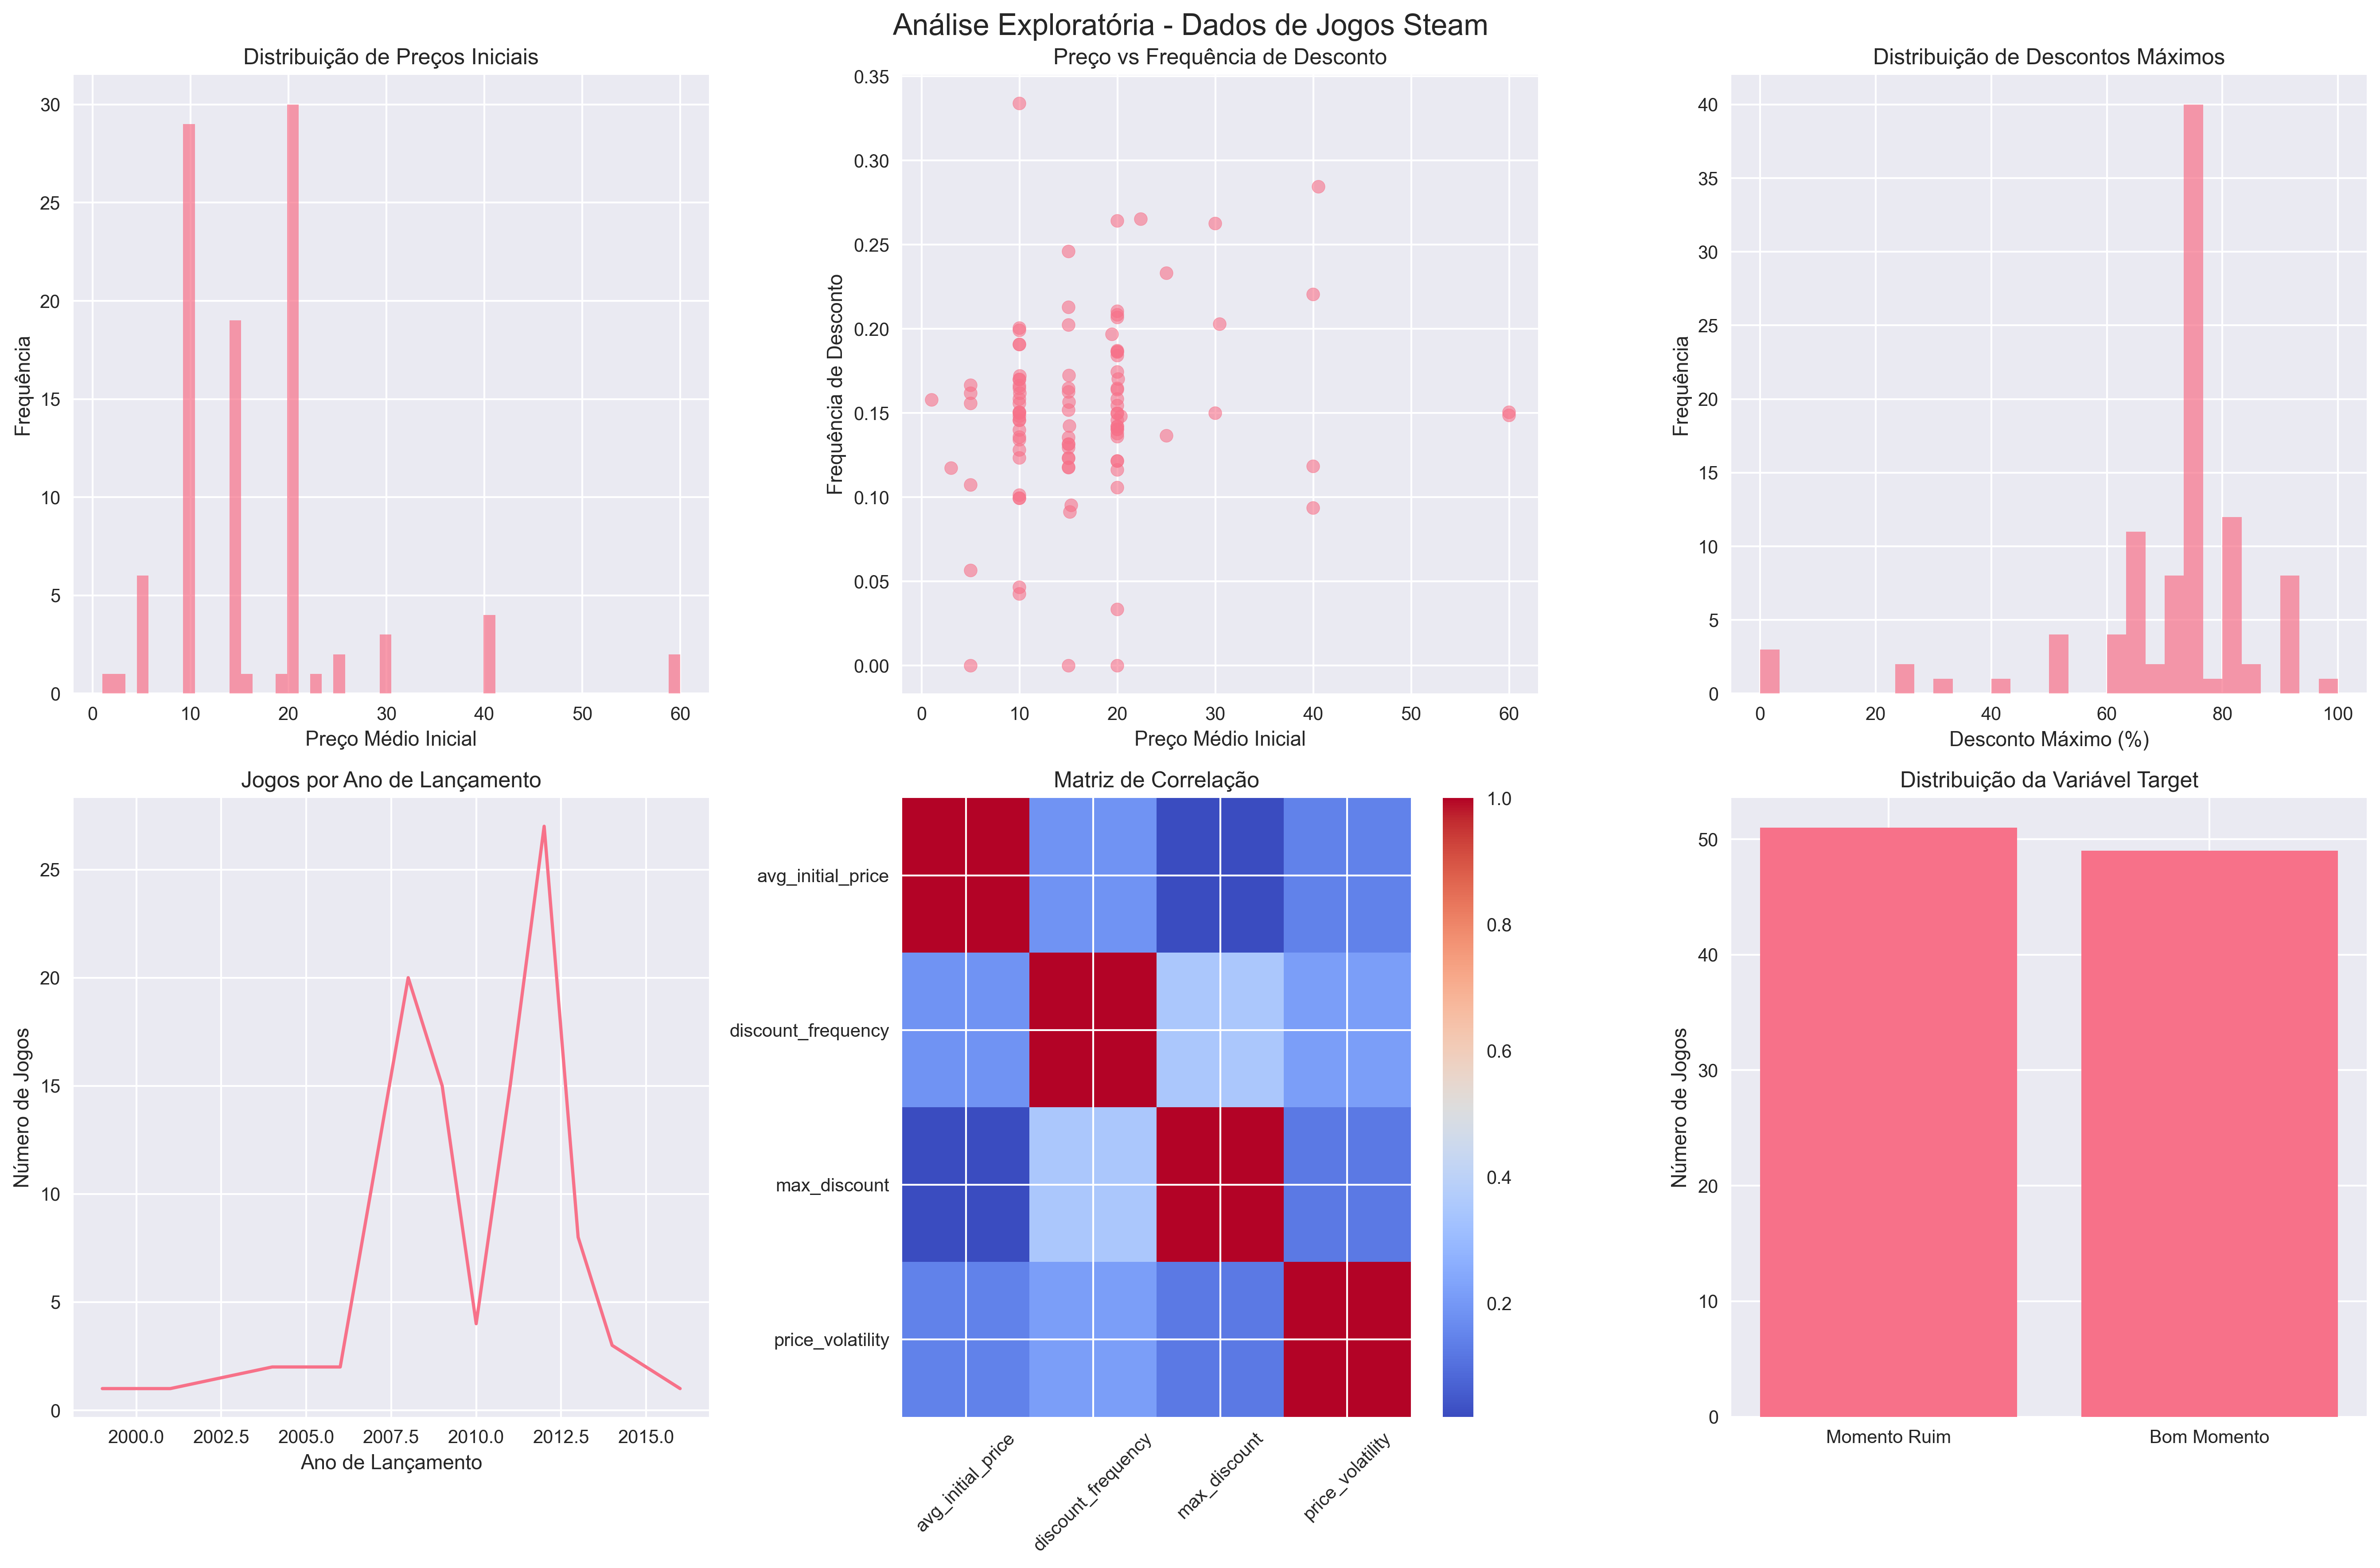 Análise Exploratória - Dados de Jogos Steam
Distribuição de Preços Iniciais
Frequência
30
25
20
15
10
5
0
0 10 20 30 40 50 60
Preço Médio Inicial
Preço vs Frequência de Desconto
Frequência de Desconto
0.35
0.30
0.25
0.20
0.15
0.10
0.05
0.00
0 10 20 30 40 50 60
Preço Médio Inicial
Distribuição de Descontos Máximos
Frequência
40
35
30
25
20
15
10
5
0
0 20 40 60 80 100
Desconto Máximo (%)
Jogos por Ano de Lançamento
Número de Jogos
25
20
15
10
5
0
2000.0 2002.5 2005.0 2007.5 2010.0 2012.5 2015.0
Ano de Lançamento
Matriz de Correlação
avg_initial_price
discount_frequency
max_discount
price_volatility
avg_initial_price
discount_frequency
max_discount
price_volatility
1.0
0.8
0.6
0.4
0.2
Distribuição da Variável Target
Número de Jogos
50
40
30
20
10
0
Momento Ruim
Bom Momento